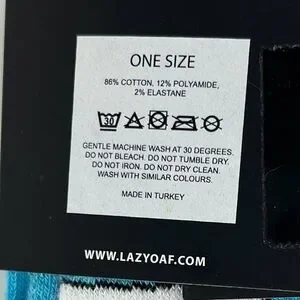 ONE SIZE
86% COTTON, 12% POLYAMIDE,
2% ELASTANE
30
GENTLE MACHINE WASH AT 30 DEGREES.
DO NOT BLEACH. DO NOT TUMBLE DRY.
DO NOT IRON. DO NOT DRY CLEAN.
WASH WITH SIMILAR COLOURS.
MADE IN TURKEY
WWW.LAZYOAF.COM